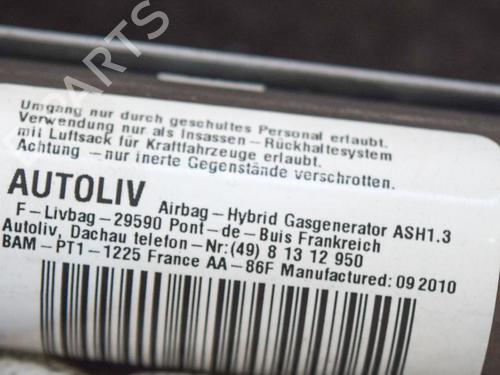 PARTS
Umgang nur durch geschultes Personal erlaubt.
Verwendung nur als Insassen – Rückhaltesystem
mit Luftsack für Kraftfahrzeuge erlaubt.
Achtung – nur inerte Gegenstände verschrotten.
AUTOLIV Airbag – Hybrid Gasgenerator ASH1.3
F – Livbag – 29590 Pont – de – Buis Frankreich
Autoliv, Dachau telefon – Nr: (49) 8 13 12 950
BAM – PT1 – 1225 France AA – 86F Manufactured: 09 2010